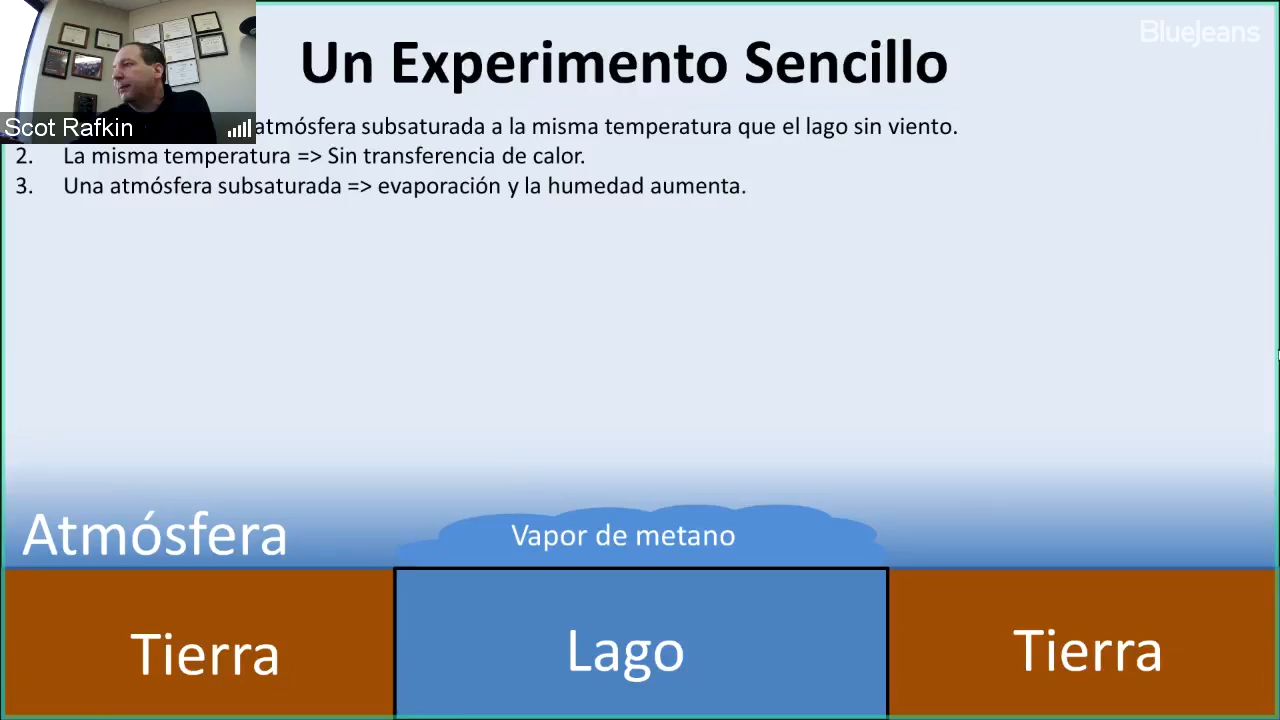 BlueJeans
Un Experimento Sencillo
Scot Rafkin
atmósfera subsaturada a la misma temperatura que el lago sin viento.
2. La misma temperatura => Sin transferencia de calor.
3. Una atmósfera subsaturada => evaporación y la humedad aumenta.
Atmósfera
Vapor de metano
Tierra
Lago
Tierra